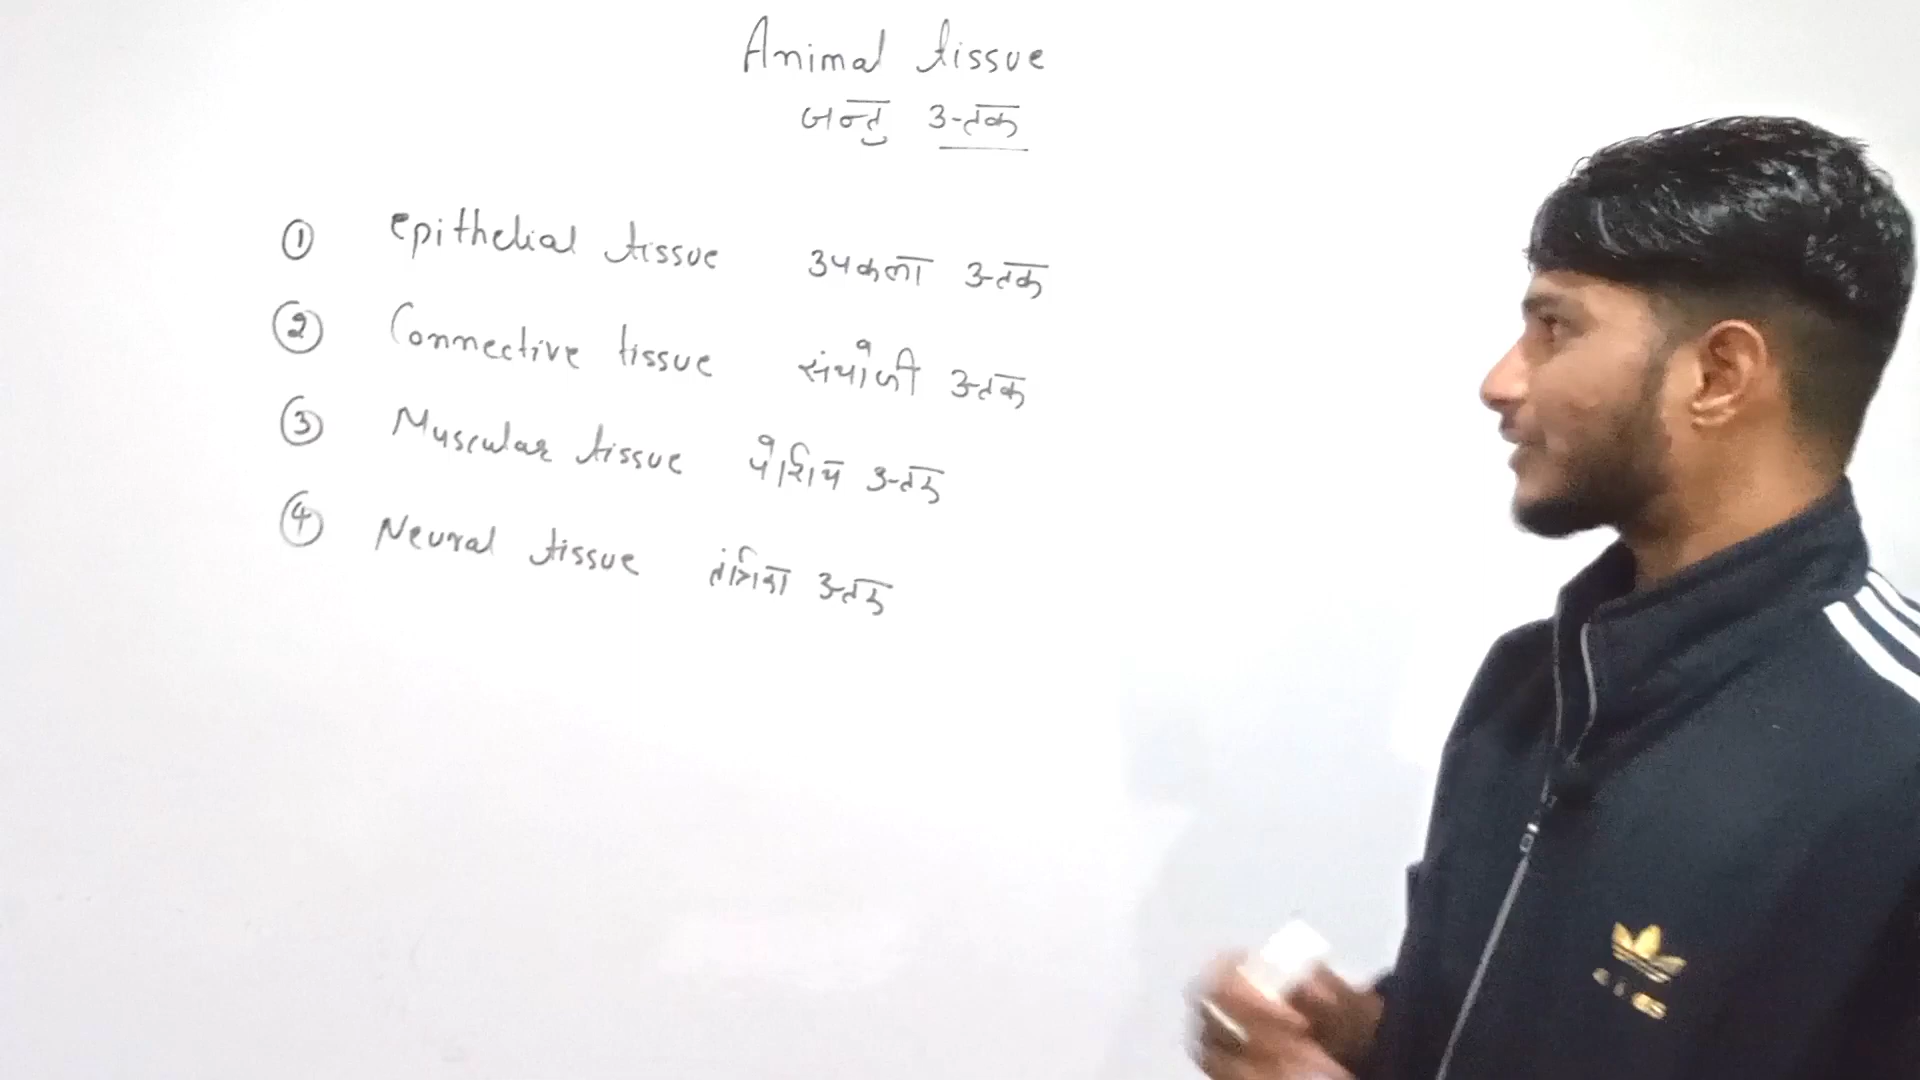 Animal tissue
जन्तु उत्तक
① Epithelial tissue उपकला उत्तक
② Connective tissue संयोजी उत्तक
③ Muscular tissue पेशिय उत्तक
④ Neural tissue तंत्रिका उत्तक